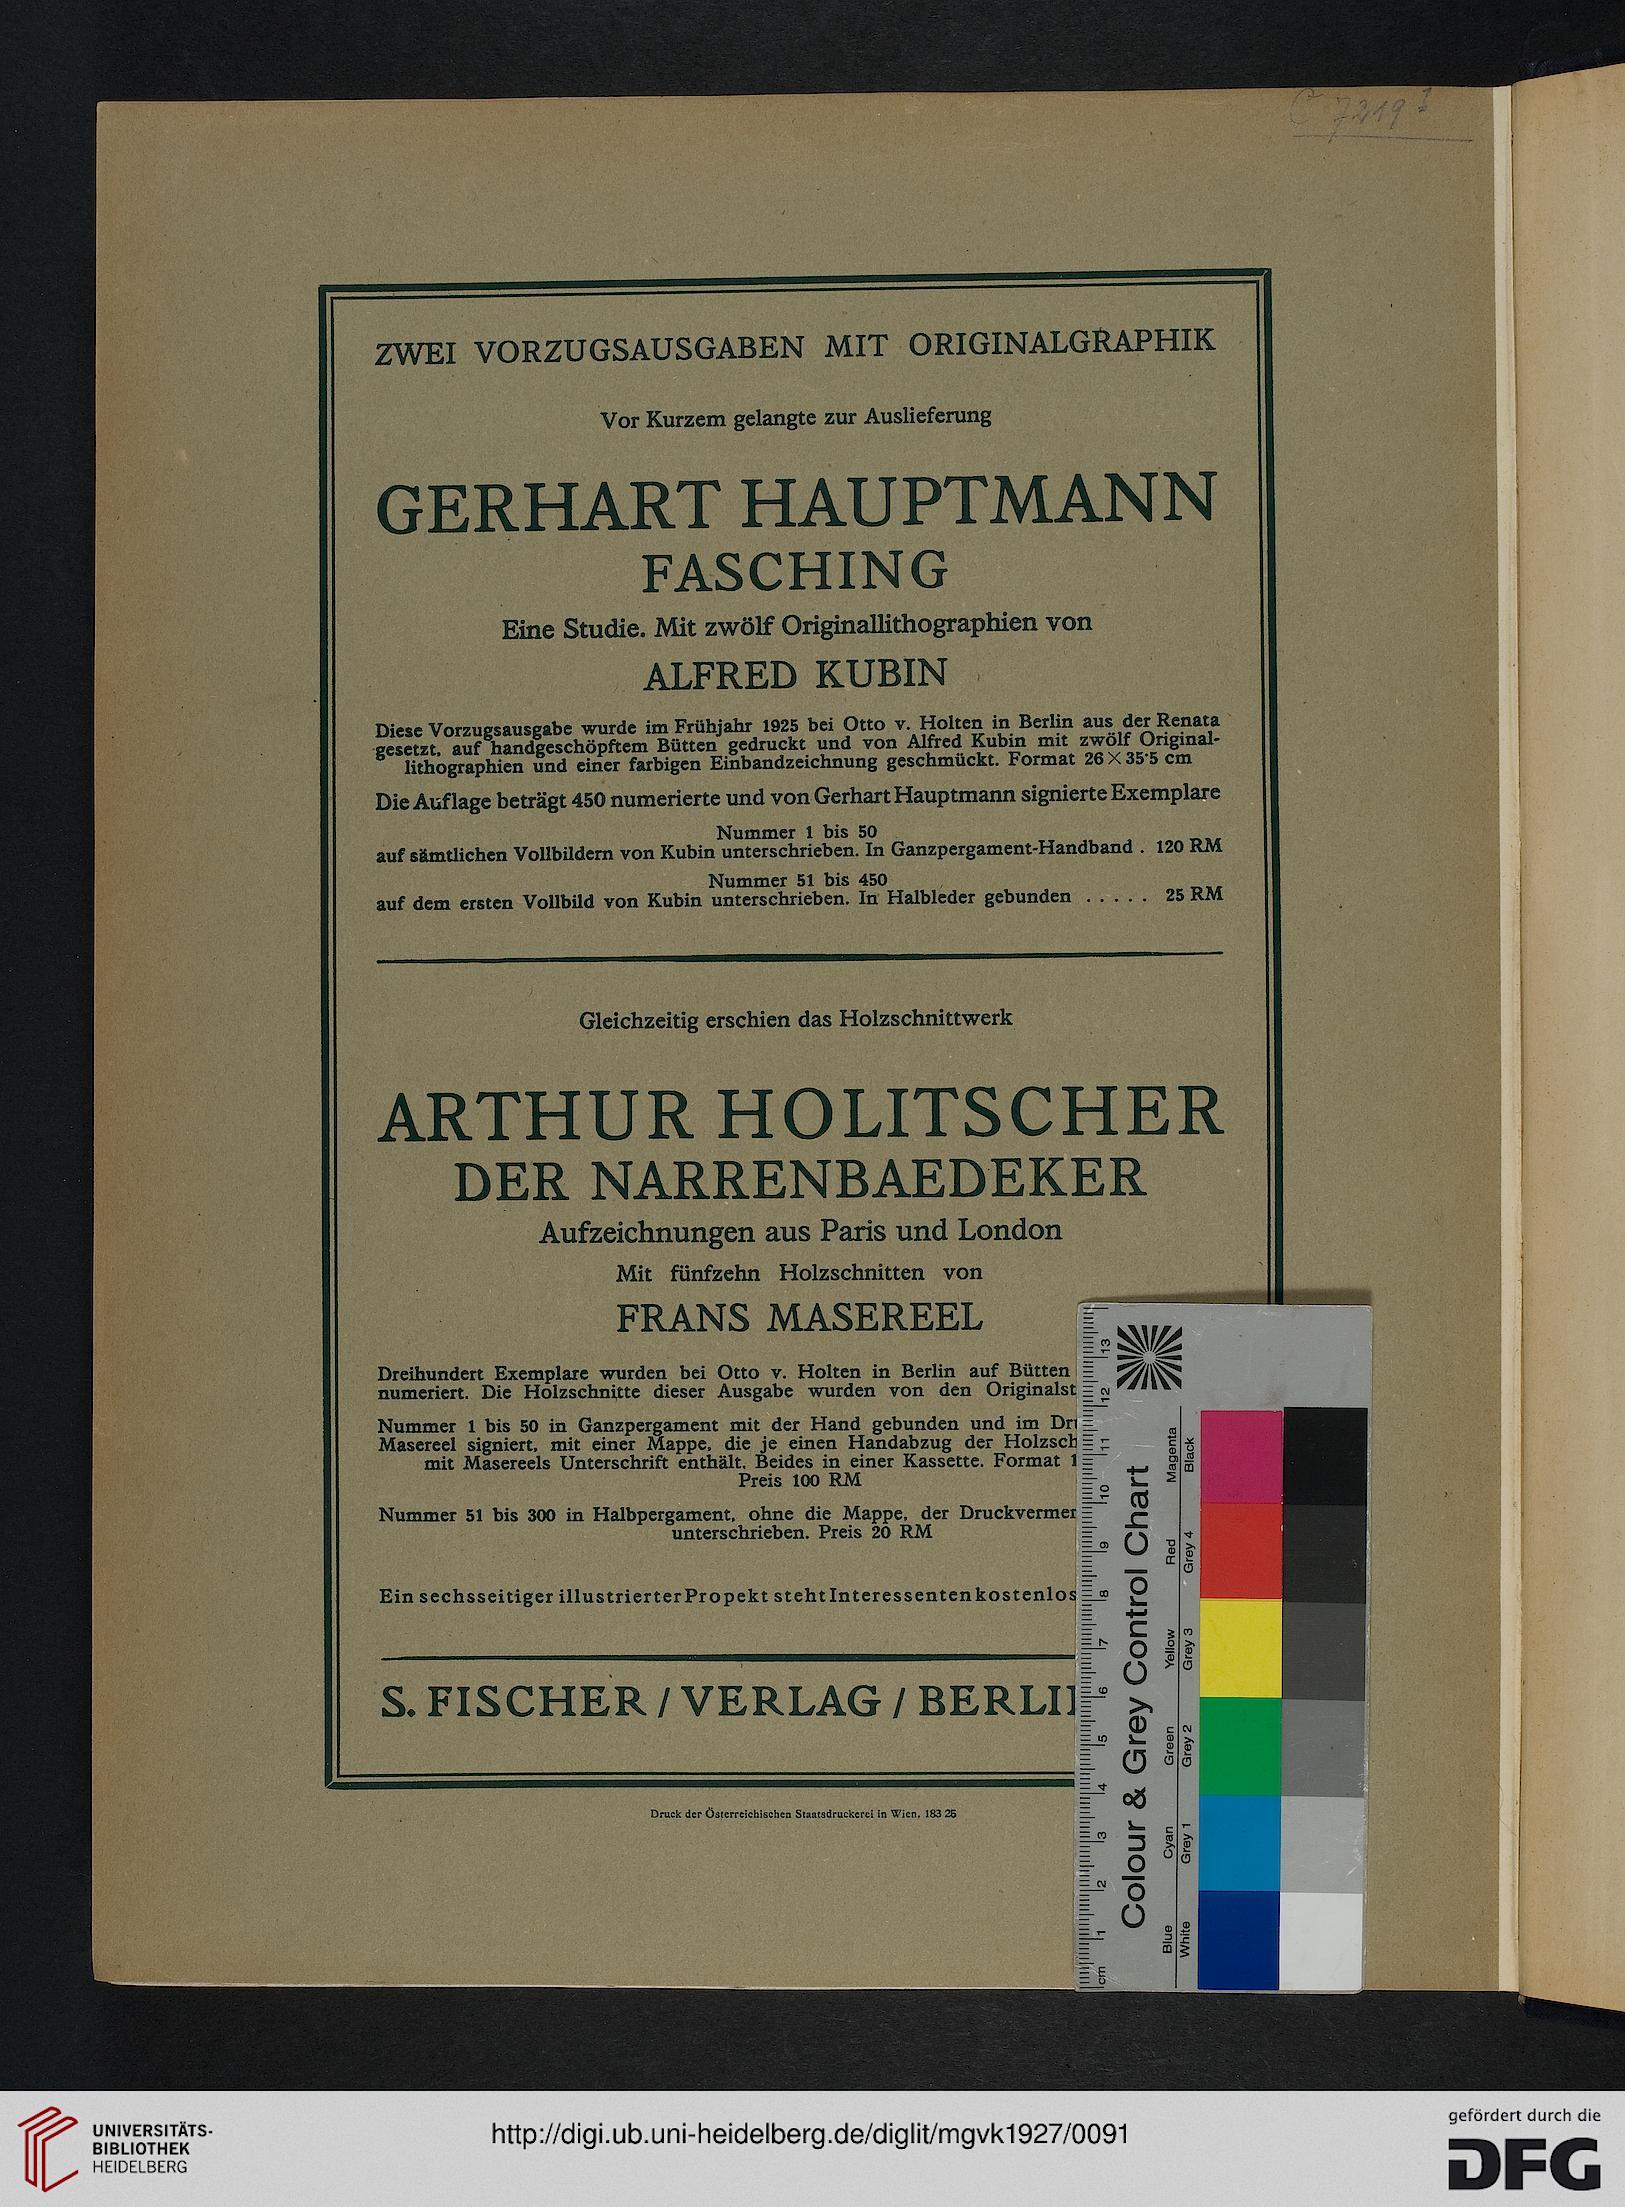 C 7219
ZWEI VORZUGSAUSGABEN MIT ORIGINALGRAPHIK
Vor Kurzem gelangte zur Auslieferung
GERHART HAUPTMANN
FASCHING
Eine Studie. Mit zwölf Originallithographien von
ALFRED KUBIN
Diese Vorzugsausgabe wurde im Frühjahr 1925 bei Otto v. Holten in Berlin aus der Renata
gesetzt, auf handgeschöpftem Bütten gedruckt und von Alfred Kubin mit zwölf Original-
lithographien und einer farbigen Einbandzeichnung geschmückt. Format 26×35·5 cm
Die Auflage beträgt 450 numerierte und von Gerhart Hauptmann signierte Exemplare
Nummer 1 bis 50
auf sämtlichen Vollbildern von Kubin unterschrieben. In Ganzpergament-Handband . 120 RM
Nummer 51 bis 450
auf dem ersten Vollbild von Kubin unterschrieben. In Halbleder gebunden . . . . . 25 RM
Gleichzeitig erschien das Holzschnittwerk
ARTHUR HOLITSCHER
DER NARRENBAEDEKER
Aufzeichnungen aus Paris und London
Mit fünfzehn Holzschnitten von
FRANS MASEREEL
Dreihundert Exemplare wurden bei Otto v. Holten in Berlin auf Bütten
numeriert. Die Holzschnitte dieser Ausgabe wurden von den Originalst
Nummer 1 bis 50 in Ganzpergament mit der Hand gebunden und im Dru
Masereel signiert, mit einer Mappe, die je einen Handabzug der Holzsch
mit Masereels Unterschrift enthält. Beides in einer Kassette. Format 1
Preis 100 RM
Nummer 51 bis 300 in Halbpergament, ohne die Mappe, der Druckvermer
unterschrieben. Preis 20 RM
Ein sechsseitiger illustrierter Propekt steht Interessenten kostenlos
S. FISCHER / VERLAG / BERLI
Druck der Österreichischen Staatsdruckerei in Wien. 183 25
Colour & Grey Control Chart
Blue Cyan Green Yellow Red Magenta
White Grey 1 Grey 2 Grey 3 Grey 4 Black
cm 1 2 3 4 5 6 7 8 9 10 11 12 13
UNIVERSITÄTS-
BIBLIOTHEK
HEIDELBERG
http://digi.ub.uni-heidelberg.de/diglit/mgvk1927/0091
gefördert durch die
DFG